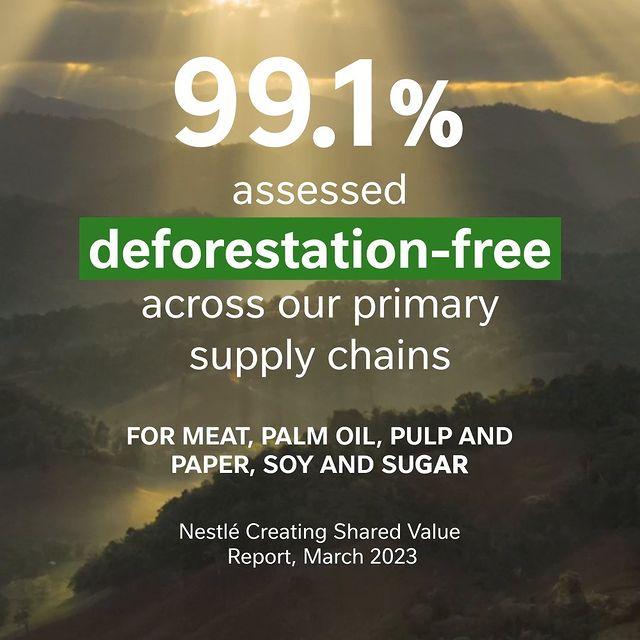 99.1%
assessed
deforestation-free
across our primary
supply chains
FOR MEAT, PALM OIL, PULP AND
PAPER, SOY AND SUGAR
Nestlé Creating Shared Value
Report, March 2023